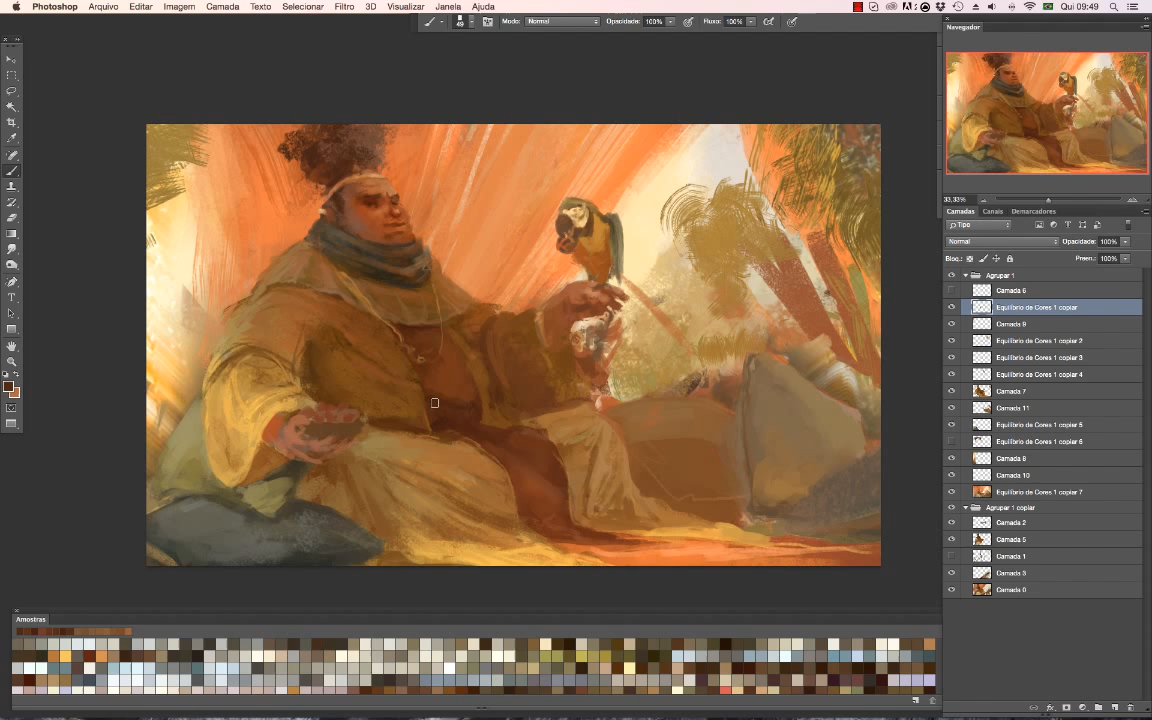 Photoshop Arquivo Editar Imagem Camada Texto Selecionar Filtro 3D Visualizar Janela Ajuda Qui 09:49
49 Modo: Normal Opacidade: 100% Fluxo: 100%
Navegador
33,33%
Camadas Canais Demarcadores
Tipo
Normal Opacidade: 100%
Bloq.: Preen.: 100%
Agrupar 1
Camada 6
Equilíbrio de Cores 1 copiar
Camada 9
Equilíbrio de Cores 1 copiar 2
Equilíbrio de Cores 1 copiar 3
Equilíbrio de Cores 1 copiar 4
Camada 7
Camada 11
Equilíbrio de Cores 1 copiar 5
Equilíbrio de Cores 1 copiar 6
Camada 8
Camada 10
Equilíbrio de Cores 1 copiar 7
Agrupar 1 copiar
Camada 2
Camada 5
Camada 1
Camada 3
Camada 0
Amostras